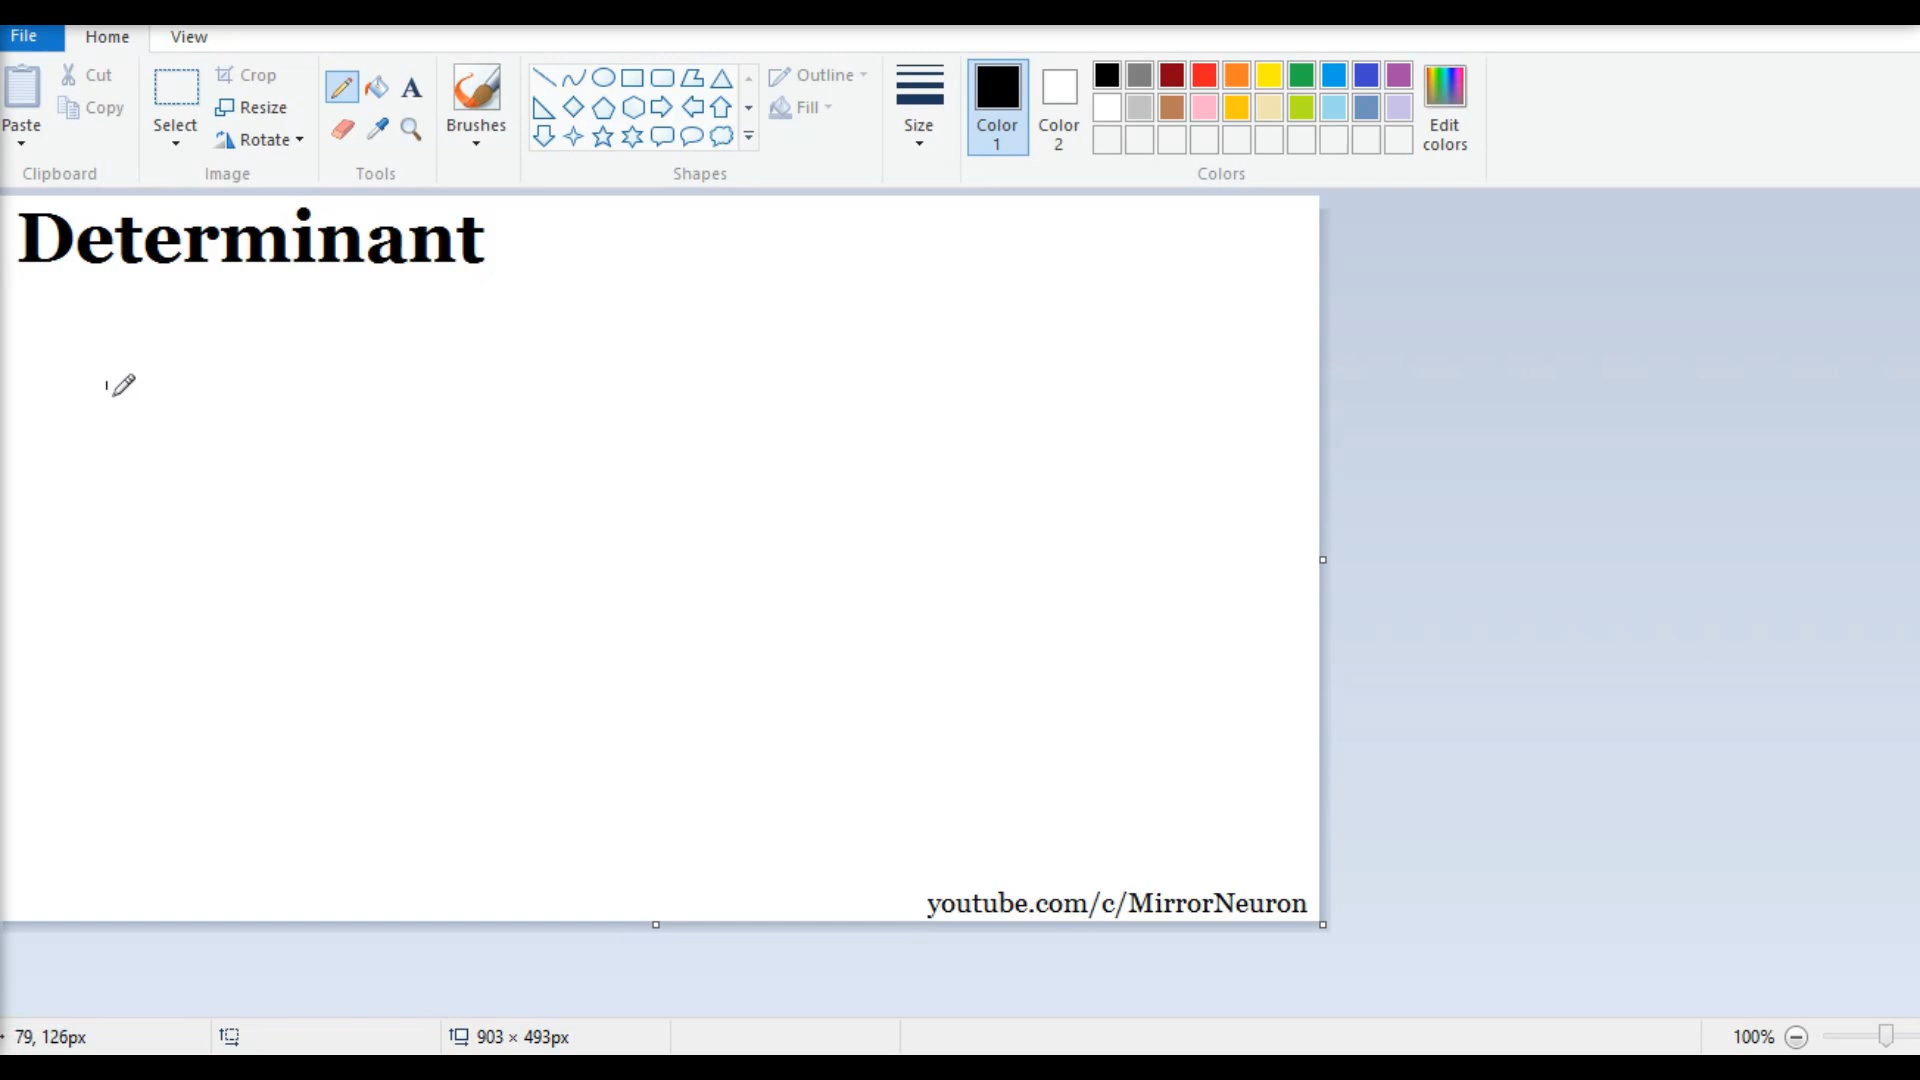 File Home View
Cut
Copy
Paste
Clipboard
Select
Crop
Resize
Rotate
Image
A
Tools
Brushes
Shapes
Outline
Fill
Size
Color 1
Color 2
Edit colors
Colors
Determinant
youtube.com/c/MirrorNeuron
79, 126px
903 × 493px
100%